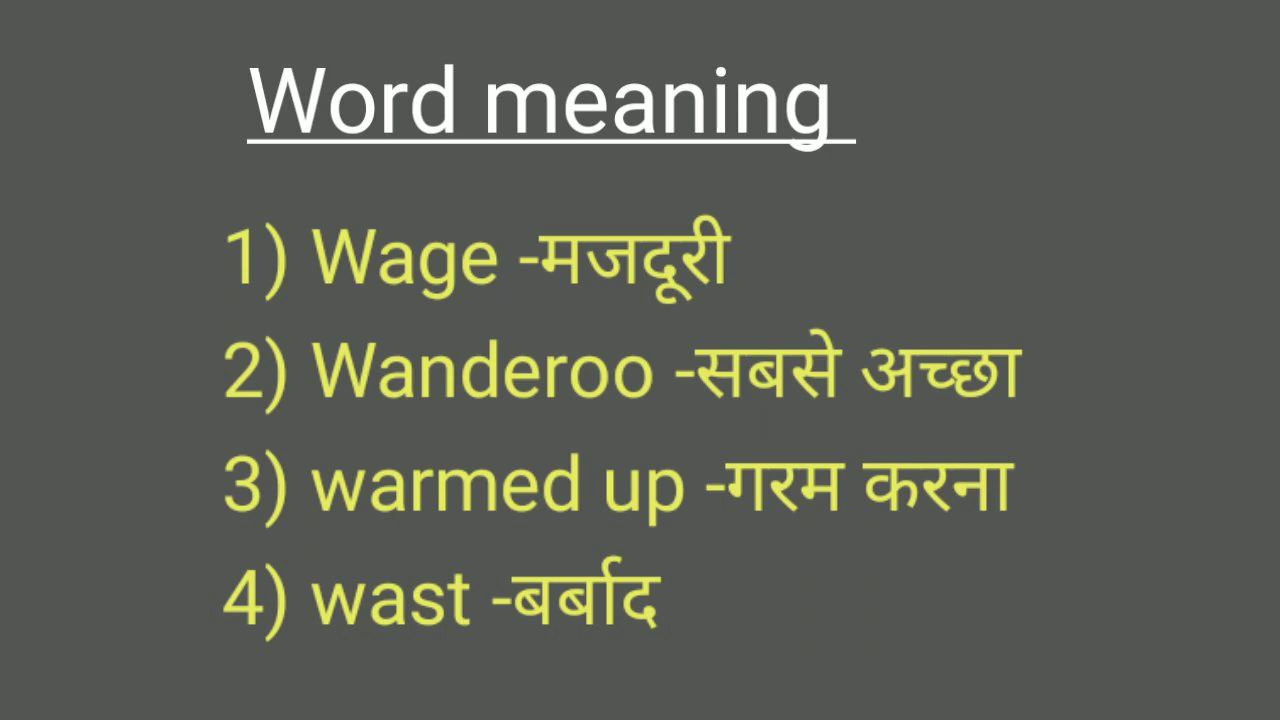 Word meaning
1) Wage -मजदूरी
2) Wanderoo -सबसे अच्छा
3) warmed up -गरम करना
4) wast -बर्बाद